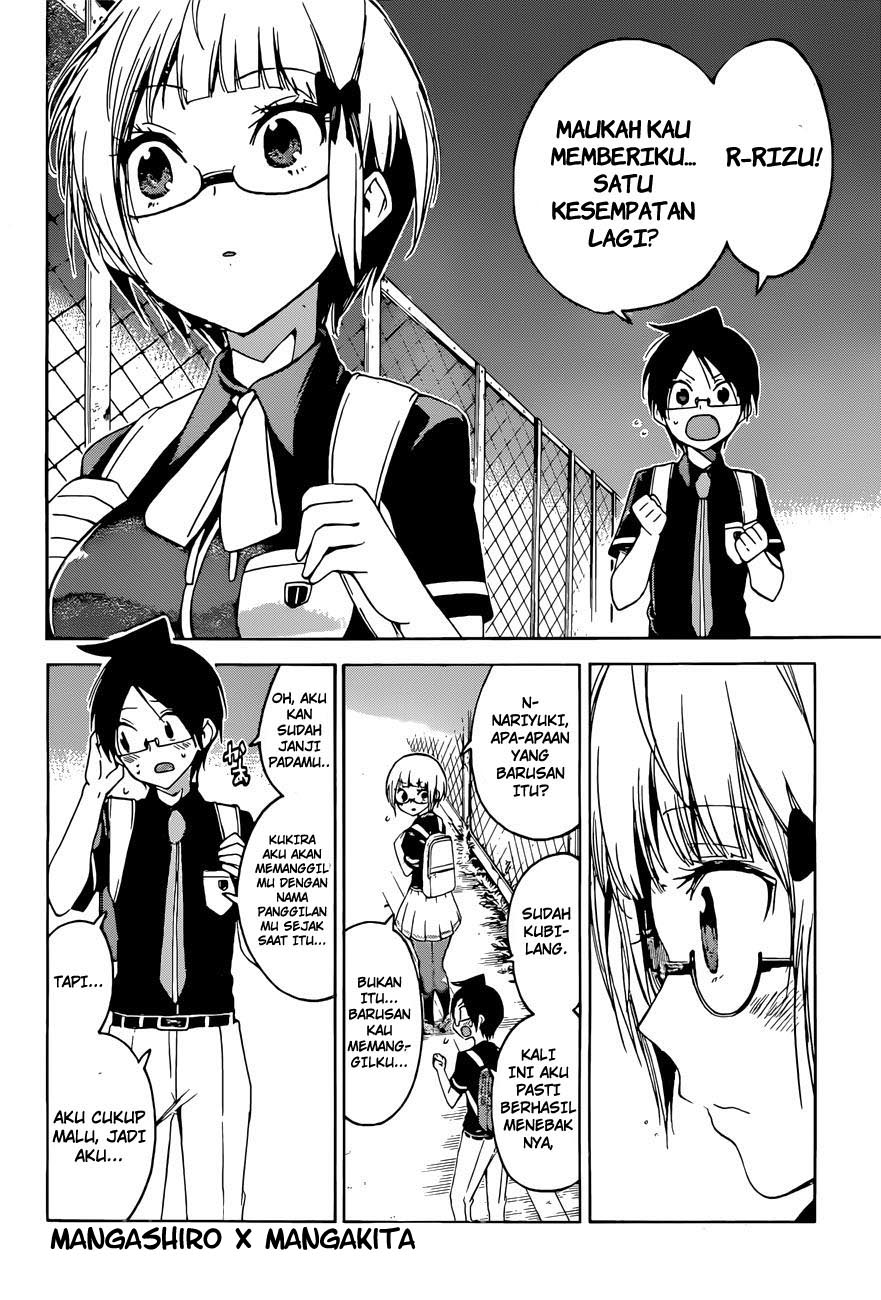 R-RIZU!
MAUKAH KAU
MEMBERIKU...
SATU
KESEMPATAN
LAGI?
N-
NARIYUKI,
APA-APAAN
YANG
BARUSAN
ITU?
SUDAH
KUBI-
LANG.
KALI
INI AKU
PASTI
BERHASIL
MENEBAK
NYA,
BUKAN
ITU...
BARUSAN
KAU
MEMANG-
GILKU...
OH, AKU
KAN
SUDAH
JANJI
PADAMU..
KUKIRA
AKU AKAN
MEMANGGIL
MU DENGAN
NAMA
PANGGILAN
MU SEJAK
SAAT ITU...
TAPI...
AKU CUKUP
MALU, JADI
AKU...
MANGASHIRO X MANGAKITA